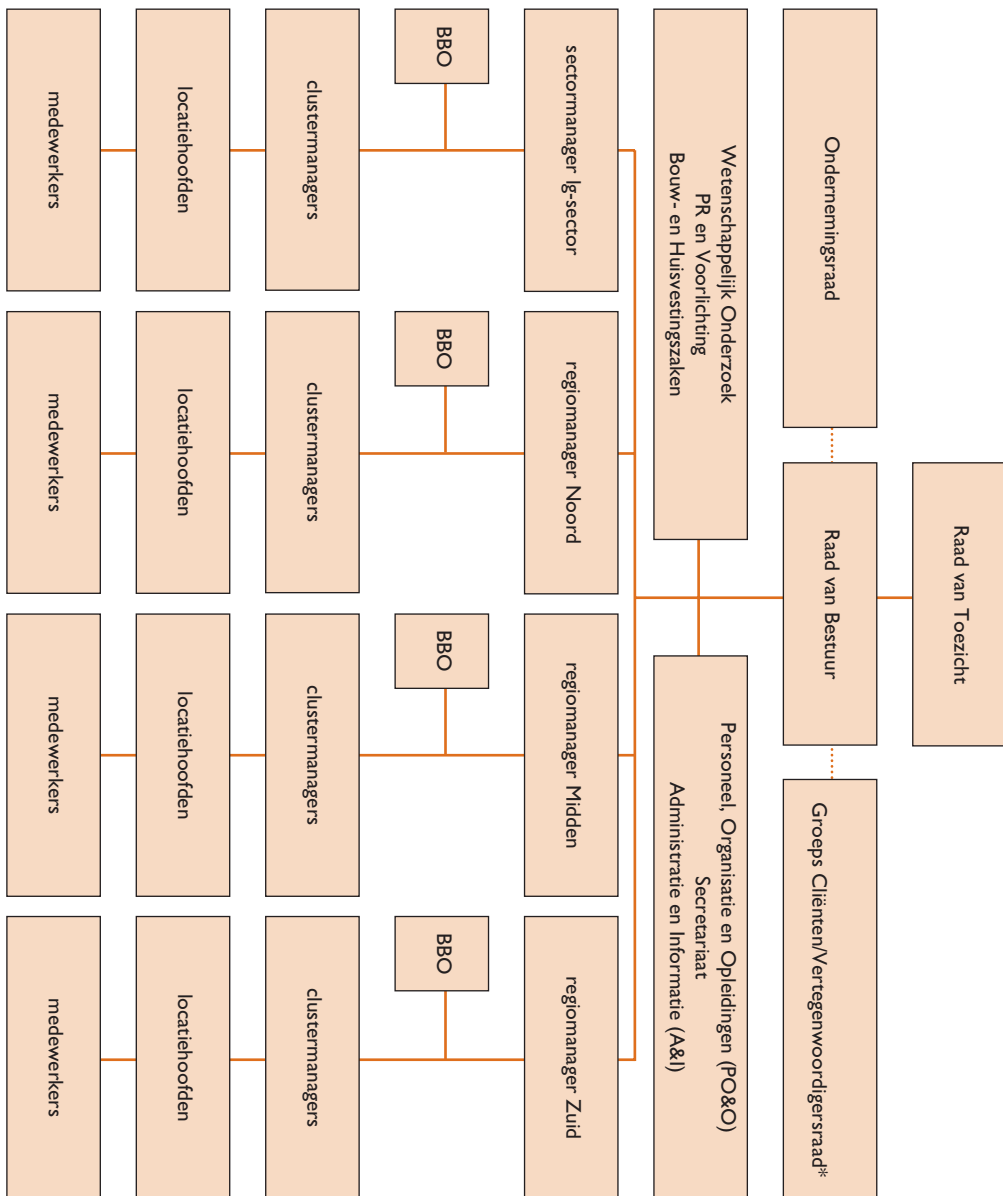 Raad van Toezicht
Ondernemingsraad
Raad van Bestuur
Groeps Cliënten/Vertegenwoordigersraad*
Wetenschappelijk Onderzoek
PR en Voorlichting
Bouw- en Huisvestingszaken
Personeel, Organisatie en Opleidingen (PO&O)
Secretariaat
Administratie en Informatie (A&I)
sectormanager lg-sector
regiomanager Noord
regiomanager Midden
regiomanager Zuid
BBO
BBO
BBO
BBO
clustermanagers
clustermanagers
clustermanagers
clustermanagers
locatiehoofden
locatiehoofden
locatiehoofden
locatiehoofden
medewerkers
medewerkers
medewerkers
medewerkers